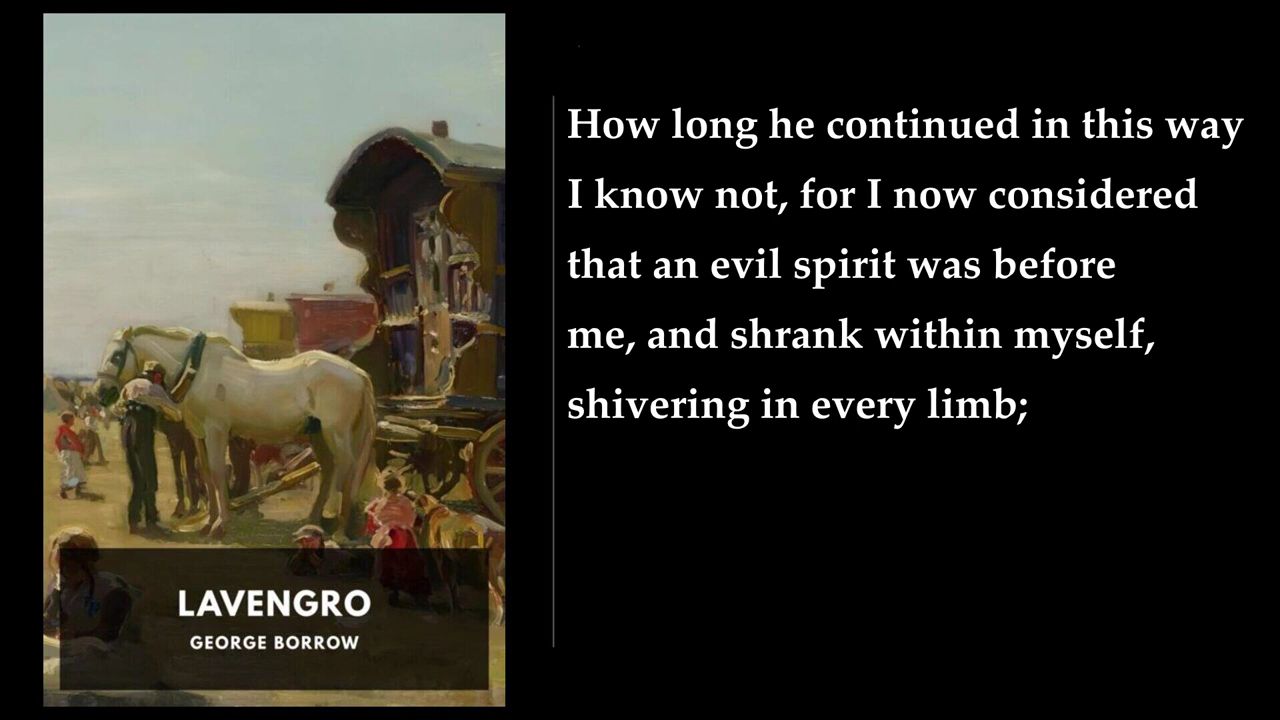 How long he continued in this way
I know not, for I now considered
that an evil spirit was before
me, and shrank within myself,
shivering in every limb;
LAVENGRO
GEORGE BORROW